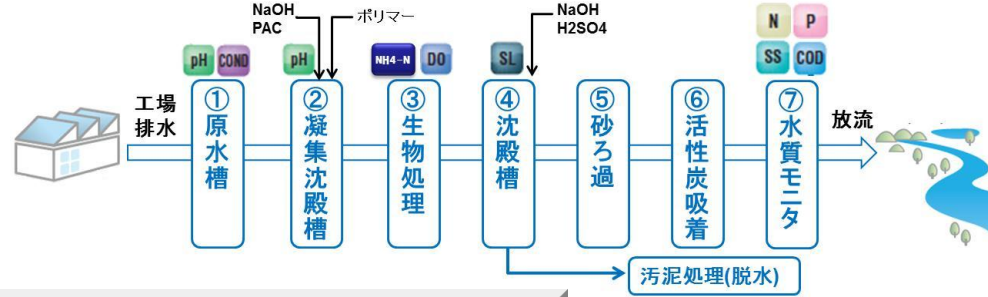 NaOH
PAC
ポリマー
NaOH
H2SO4
N
P
pH
COND
pH
NH4-N
DO
SL
SS
COD
工場
排水
①原水槽
②凝集沈殿槽
③生物処理
④沈殿槽
⑤砂ろ過
⑥活性炭吸着
⑦水質モニタ
放流
汚泥処理(脱水)